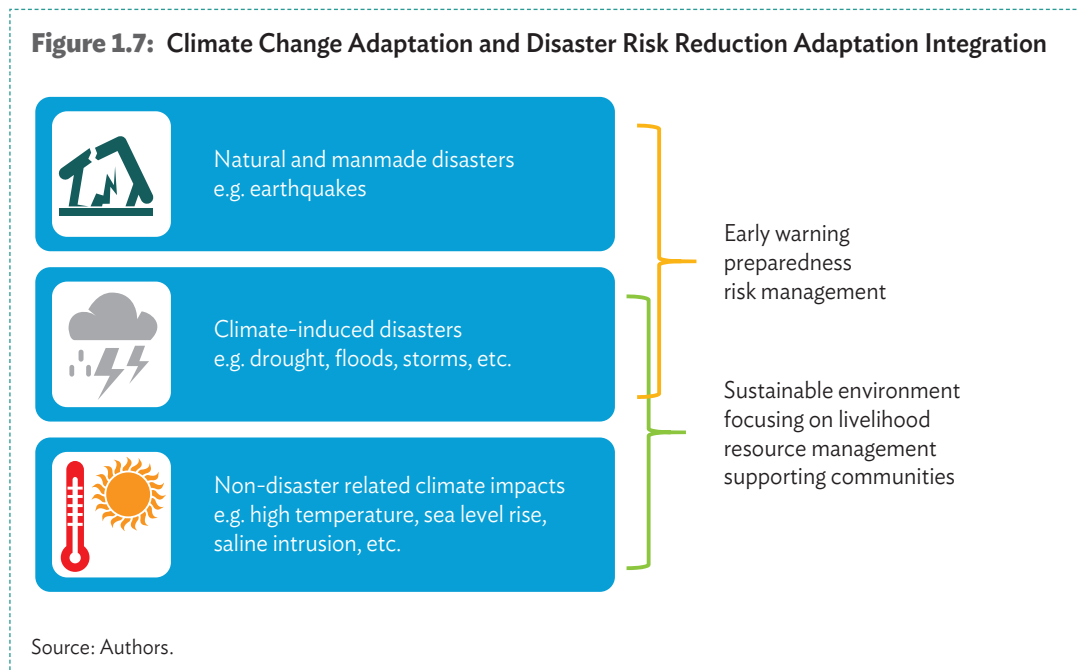 Figure 1.7: Climate Change Adaptation and Disaster Risk Reduction Adaptation Integration
Natural and manmade disasters
e.g. earthquakes
Climate-induced disasters
e.g. drought, floods, storms, etc.
Non-disaster related climate impacts
e.g. high temperature, sea level rise,
saline intrusion, etc.
Early warning
preparedness
risk management
Sustainable environment
focusing on livelihood
resource management
supporting communities
Source: Authors.